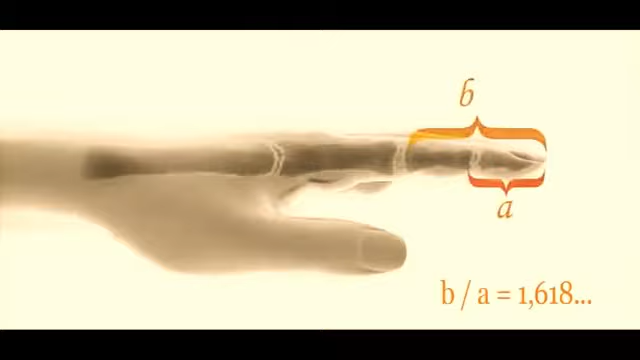 b
a
b / a = 1,618...